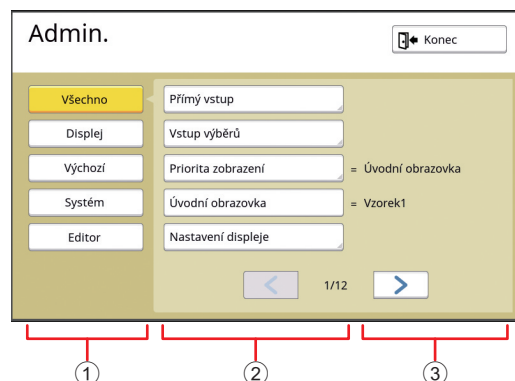 Admin.
Konec
Všechno
Přímý vstup
Displej
Vstup výběrů
Výchozí
Priorita zobrazení = Úvodní obrazovka
Systém
Úvodní obrazovka = Vzorek1
Editor
Nastavení displeje
1/12
1 2 3